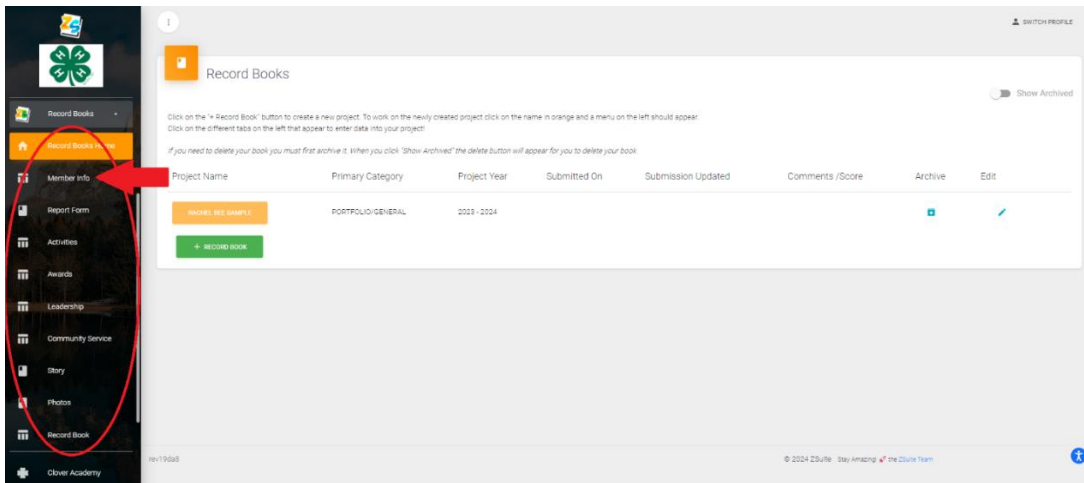 ZS
H H
H H
SWITCH PROFILE
Record Books
Show Archived
Click on the "+ Record Book" button to create a new project. To work on the newly created project click on the name in orange and a menu on the left should appear.
Click on the different tabs on the left that appear to enter data into your project!
If you need to delete your book you must first archive it. When you click "Show Archived" the delete button will appear for you to delete your book
Project Name Primary Category Project Year Submitted On Submission Updated Comments /Score Archive Edit
RACHEL BEE SAMPLE PORTFOLIO/GENERAL 2023 - 2024
+ RECORD BOOK
Record Books
Record Books Home
Member Info
Report Form
Activities
Awards
Leadership
Community Service
Story
Photos
Record Book
Clover Academy
rev19da8
© 2024 ZSuite Stay Amazing! 🚀 the ZSuite Team